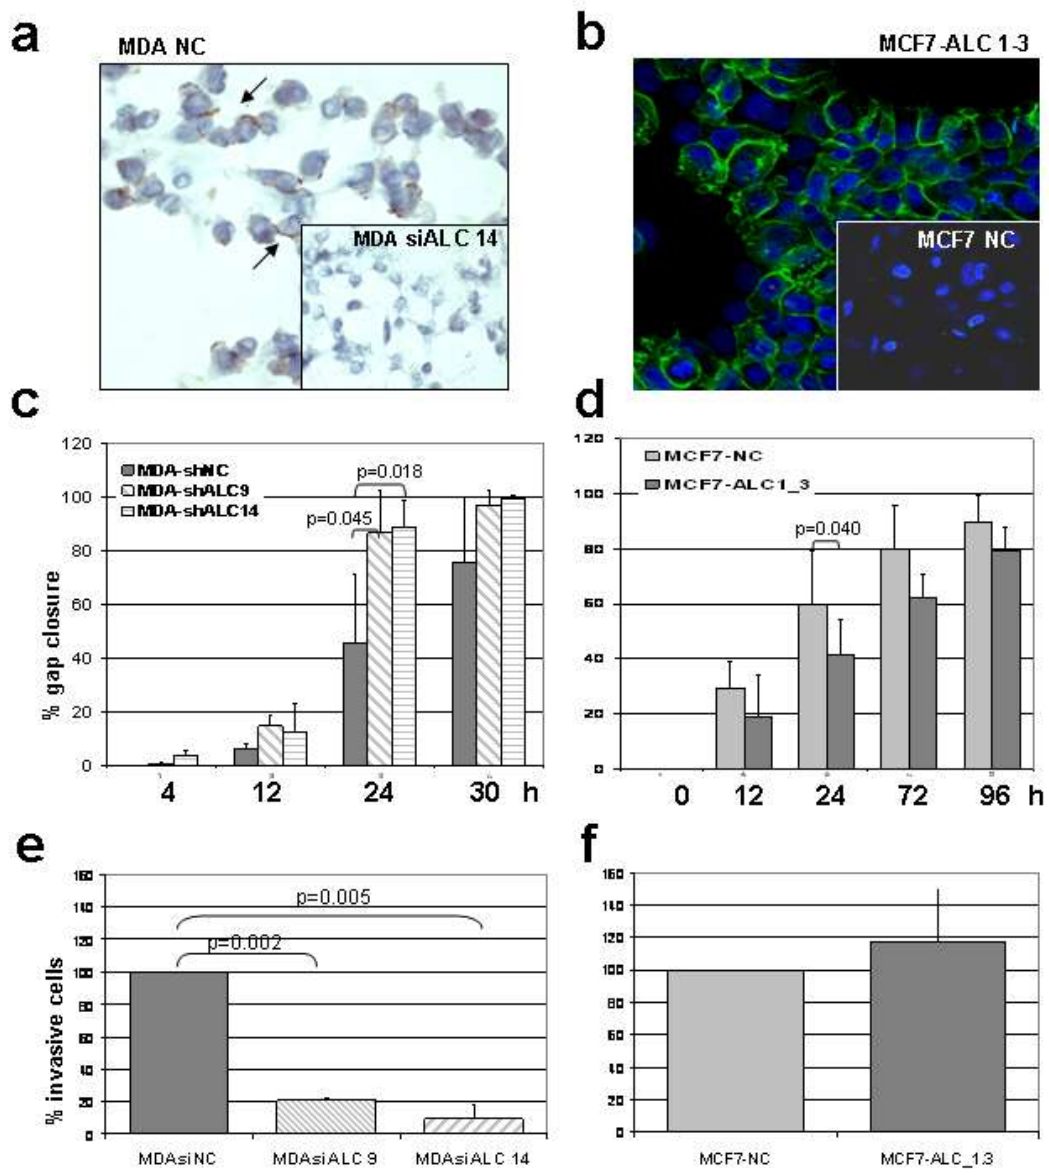 a
MDA NC
MDA siALC 14
b
MCF7-ALC 1-3
MCF7 NC
c
% gap closure
120
100
80
60
40
20
0
MDA-shNC
MDA-shALC9
MDA-shALC14
p=0.018
p=0.045
4 12 24 30 h
d
120
100
80
60
40
20
0
MCF7-NC
MCF7-ALC1_3
p=0.040
0 12 24 72 96 h
e
% invasive cells
160
140
120
100
80
60
40
20
0
p=0.005
p=0.002
MDAsiNC MDAsiALC 9 MDAsiALC 14
f
160
140
120
100
80
60
40
20
0
MCF7-NC MCF7-ALC_1.3